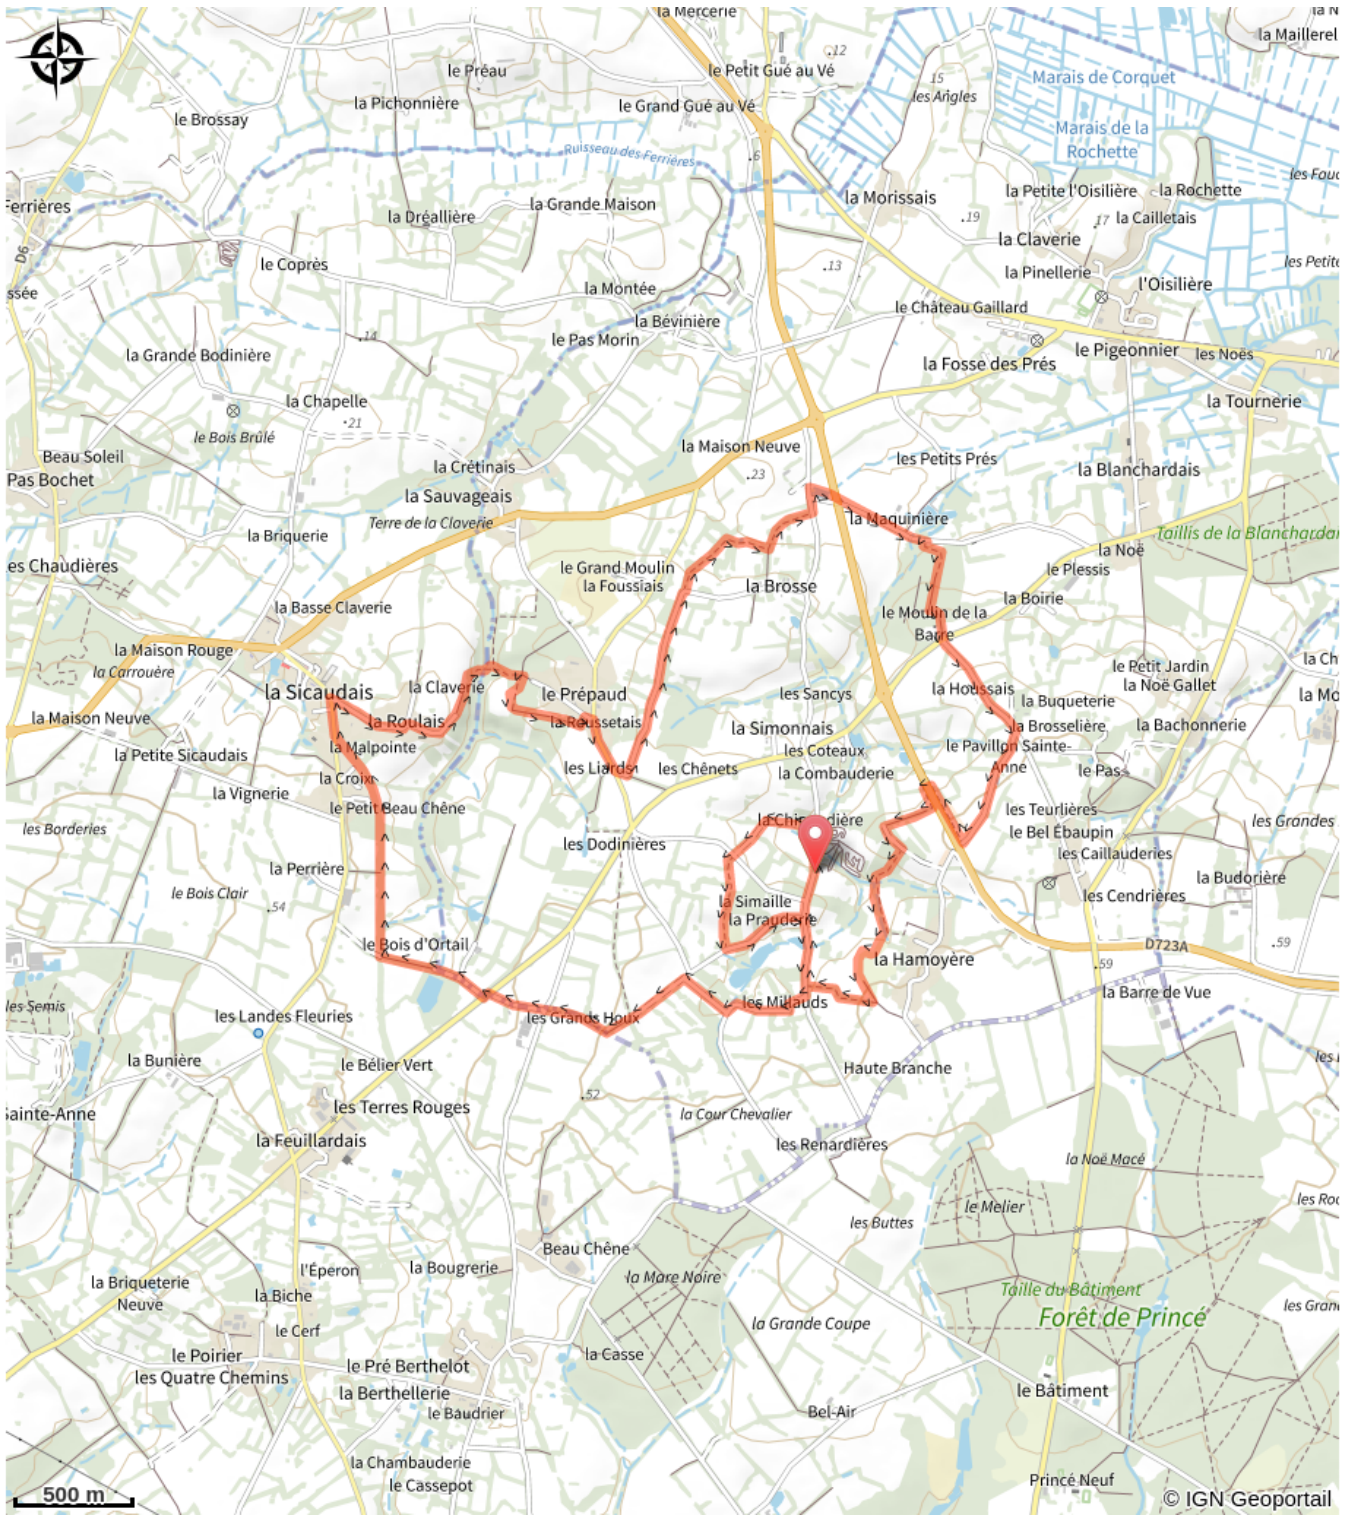 la Mercerie
la Maillerel
le Petit Gué au Vé
12
le Préau
15
Marais de Corquet
les Angles
la Pichonnière
le Grand Gué au Vé
le Brossay
Marais de la
Rochette
Ruisseau des Ferrières
6
les Fauc
la Petite l'Oisilière
la Rochette
la Morissais
Ferrières
la Grande Maison
la Dréallière
19
17
la Cailletais
la Claverie
D6
le Coprès
13
la Pinellerie
les Petite
l'Oisilière
ssée
la Montée
le Château Gaillard
la Bévinière
14
le Pas Morin
le Pigeonnier
les Noës
la Grande Bodinière
la Fosse des Prés
la Chapelle
la Tournerie
21
le Bois Brûlé
la Maison Neuve
Beau Soleil
les Petits Prés
la Crétinais
la Blanchardais
Pas Bochet
23
la Sauvageais
la Maquinière
Terre de la Claverie
la Briquerie
Taillis de la Blanchardai
la Noë
es Chaudières
le Grand Moulin
le Plessis
la Foussiais
la Brosse
la Boirie
la Basse Claverie
le Moulin de la
Barre
la Maison Rouge
la Ch
la Carrouère
le Petit Jardin
la Noë Gallet
la Sicaudais
la Claverie
le Prépaud
les Sancys
la Houssais
la Mo
la Buqueterie
la Maison Neuve
la Roulais
la Roussetais
la Simonnais
la Brosselière
la Bachonnerie
la Malpointe
les Coteaux
le Pavillon Sainte-
Anne
la Petite Sicaudais
les Liards
les Chênets
la Combauderie
le Pas
la Croix
la Vignerie
le Petit Beau Chêne
les Teurlières
les Borderies
le Bel Ébaupin
les Grandes
les Dodinières
les Caillauderies
la Perrière
la Budorière
le Bois Clair
la Simaille
les Cendrières
54
la Prauderie
le Bois d'Ortail
D723A
59
la Hamoyère
59
les Semis
les Millauds
la Barre de Vue
les Landes Fleuries
les Grands Houx
la Bunière
le Bélier Vert
Haute Branche
52
les Terres Rouges
Sainte-Anne
la Cour Chevalier
la Feuillardais
les Renardières
la Noë Macé
les Roc
le Melier
les Buttes
Beau Chêne
la Bougrerie
l'Éperon
la Mare Noire
la Briqueterie
Neuve
la Biche
Taille du Bâtiment
Forêt de Princé
les Gran
la Grande Coupe
le Cerf
le Poirier
la Casse
le Pré Berthelot
les Quatre Chemins
la Berthellerie
le Bâtiment
le Baudrier
Bel-Air
la Chambauderie
le Cassepot
Princé Neuf
500 m
© IGN Geoportail